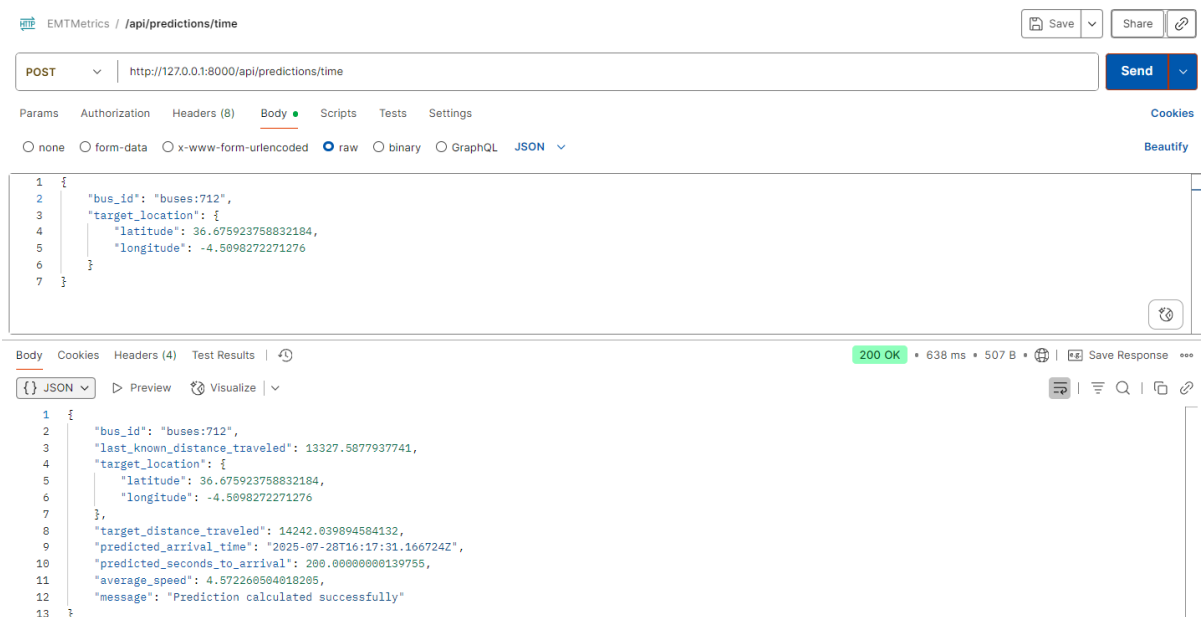 HTTP EMTMetrics / /api/predictions/time Save Share
POST http://127.0.0.1:8000/api/predictions/time Send
Params Authorization Headers (8) Body Scripts Tests Settings Cookies
none form-data x-www-form-urlencoded raw binary GraphQL JSON Beautify
1 {
2 "bus_id": "buses:712",
3 "target_location": {
4 "latitude": 36.675923758832184,
5 "longitude": -4.5098272271276
6 }
7 }
Body Cookies Headers (4) Test Results 200 OK • 638 ms • 507 B • Save Response
{} JSON Preview Visualize
1 {
2 "bus_id": "buses:712",
3 "last_known_distance_traveled": 13327.5877937741,
4 "target_location": {
5 "latitude": 36.675923758832184,
6 "longitude": -4.5098272271276
7 },
8 "target_distance_traveled": 14242.039894584132,
9 "predicted_arrival_time": "2025-07-28T16:17:31.166724Z",
10 "predicted_seconds_to_arrival": 200.00000000139755,
11 "average_speed": 4.572260504018205,
12 "message": "Prediction calculated successfully"
13 }